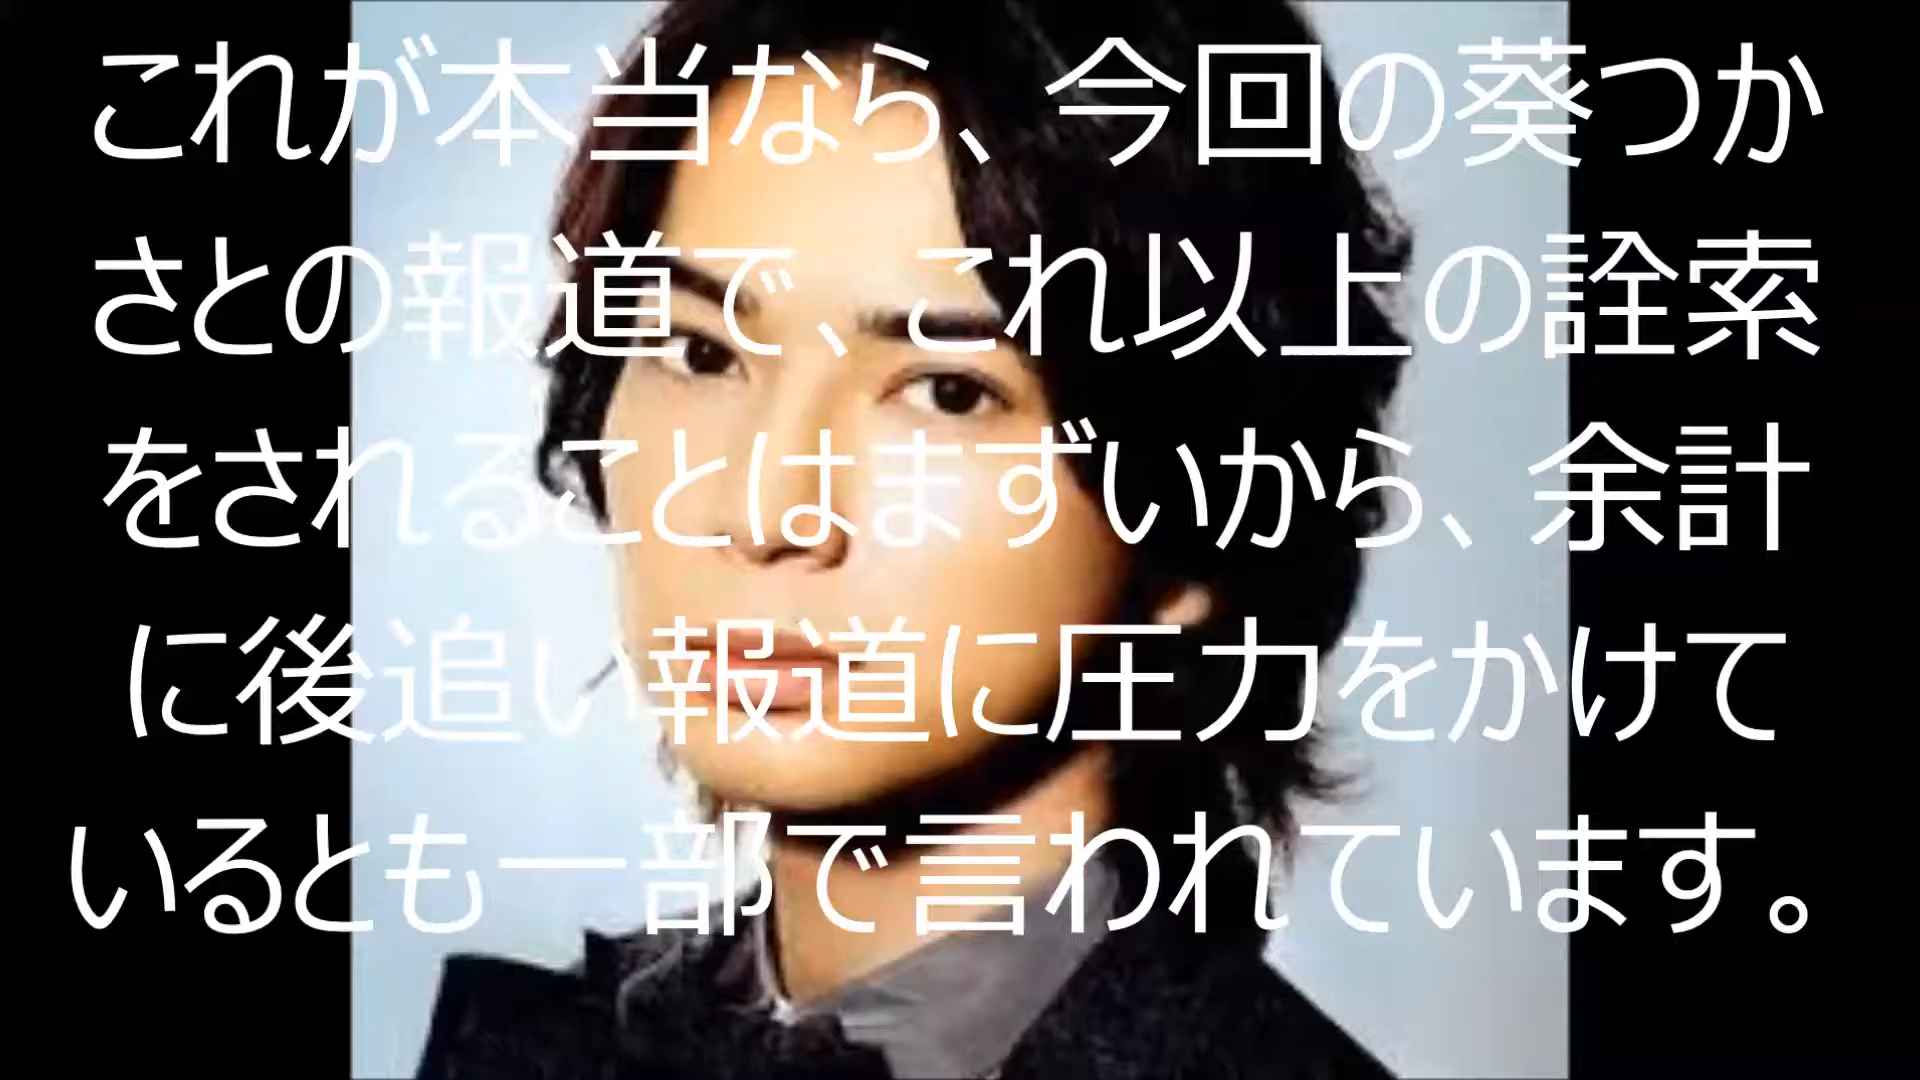 これが本当なら、今回の葵つか
さとの報道で、これ以上の詮索
をされることはまずいから、余計
に後追い報道に圧力をかけて
いるとも一部で言われています。